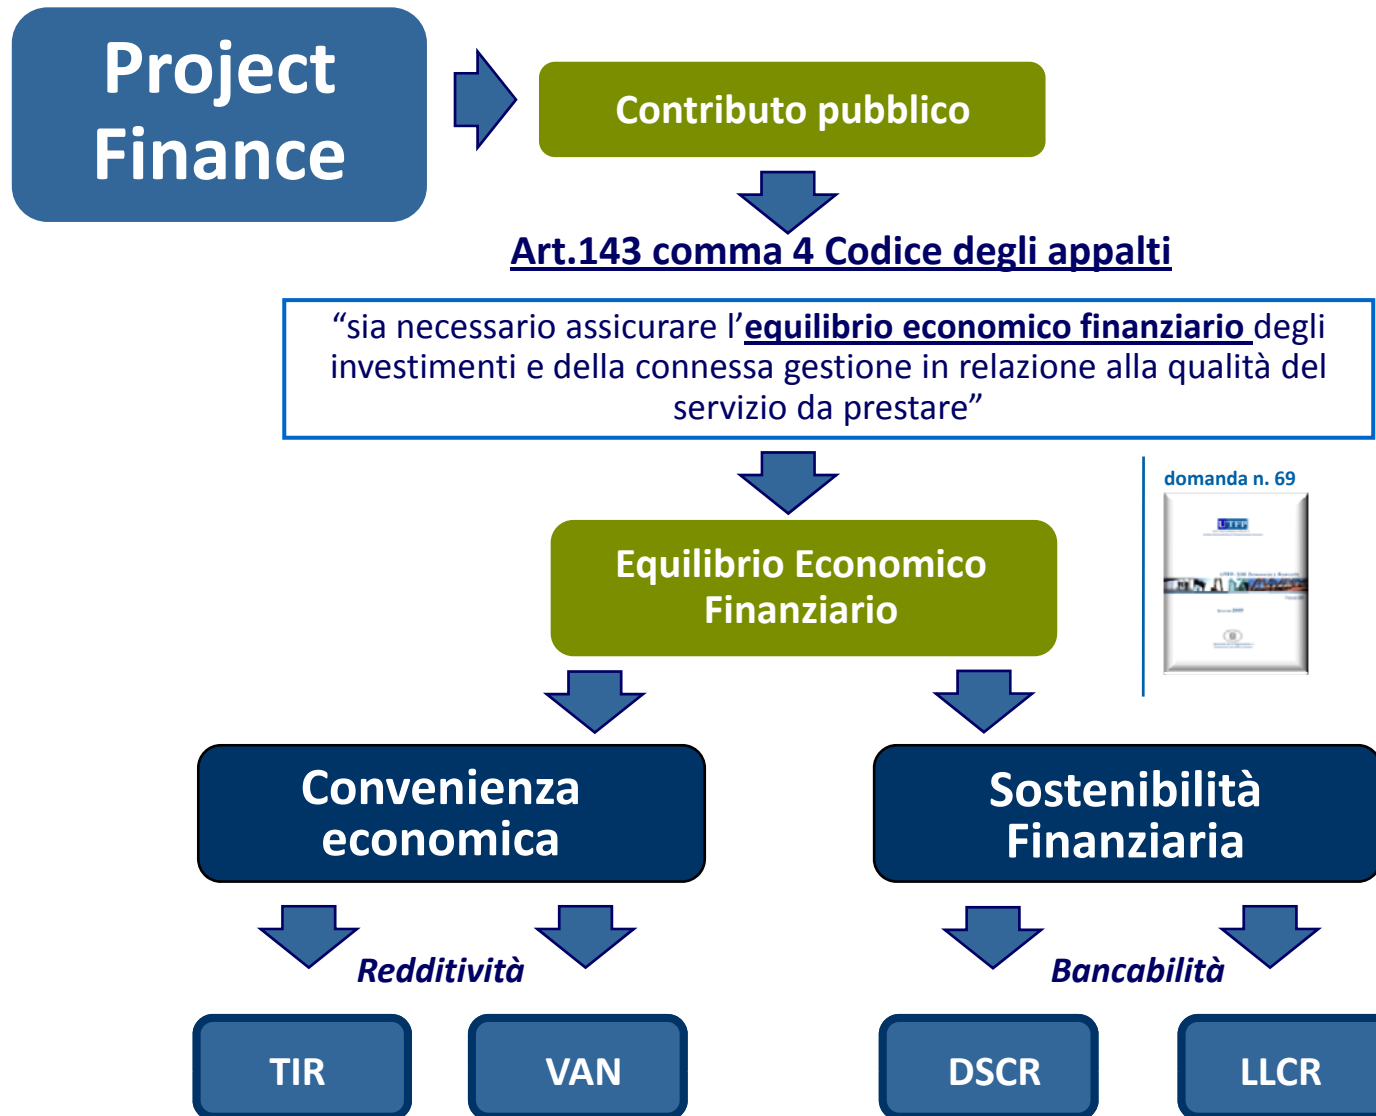 Project
Finance
Contributo pubblico
Art.143 comma 4 Codice degli appalti
“sia necessario assicurare l’equilibrio economico finanziario degli
investimenti e della connessa gestione in relazione alla qualità del
servizio da prestare”
domanda n. 69
UTFP
Equilibrio Economico
Finanziario
Convenienza
economica
Sostenibilità
Finanziaria
Redditività
Bancabilità
TIR
VAN
DSCR
LLCR